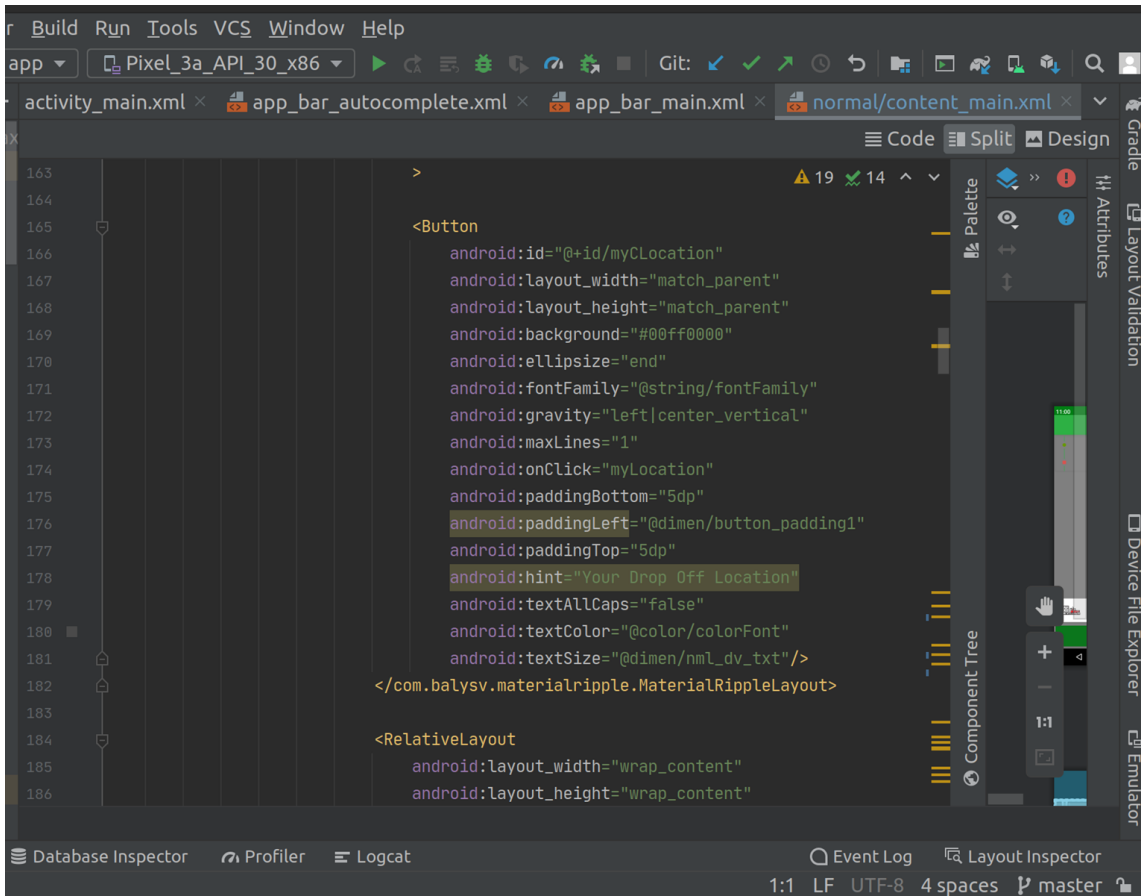 r Build Run Tools VCS Window Help
app Pixel_3a_API_30_x86 Git:
activity_main.xml app_bar_autocomplete.xml app_bar_main.xml normal/content_main.xml
Code Split Design
163 >
19 14
164
165 <Button
166 android:id="@+id/myCLocation"
167 android:layout_width="match_parent"
168 android:layout_height="match_parent"
169 android:background="#00ff0000"
170 android:ellipsize="end"
171 android:fontFamily="@string/fontFamily"
172 android:gravity="left|center_vertical"
173 android:maxLines="1"
174 android:onClick="myLocation"
175 android:paddingBottom="5dp"
176 android:paddingLeft="@dimen/button_padding1"
177 android:paddingTop="5dp"
178 android:hint="Your Drop Off Location"
179 android:textAllCaps="false"
180 android:textColor="@color/colorFont"
181 android:textSize="@dimen/nml_dv_txt"/>
182 </com.balysv.materialripple.MaterialRippleLayout>
183
184 <RelativeLayout
185 android:layout_width="wrap_content"
186 android:layout_height="wrap_content"
Palette
Component Tree
11:00
1:1
Attributes
Gradle
Layout Validation
Device File Explorer
Emulator
Database Inspector Profiler Logcat Event Log Layout Inspector
1:1 LF UTF-8 4 spaces master